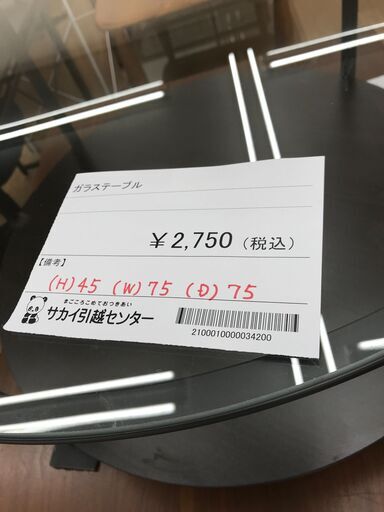 ガラステーブル
¥2,750（税込）
【備考】
(H) 45 (W) 75 (D) 75
まごころこめておつきあい
サカイ引越センター
2100010000034200